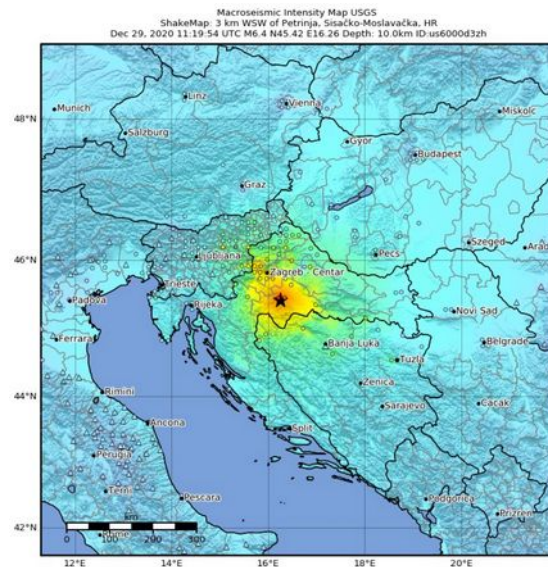 Macroseismic Intensity Map USGS
ShakeMap: 3 km WSW of Petrinja, Sisačko-Moslavačka, HR
Dec 29, 2020 11:19:54 UTC M6.4 N45.42 E16.26 Depth: 10.0km ID:us6000d3zh
Linz
Munich
Vienna
Miskolc
48°N
Salzburg
Gyor
Budapest
Graz
Szeged
46°N
Ljubljana
Pecs
Arad
Zagreb - Centar
Trieste
Padova
Rijeka
Novi Sad
Ferrara
Banja Luka
Belgrade
Tuzla
44°N
Rimini
Zenica
Cacak
Sarajevo
Ancona
Split
Perugia
Terni
Pescara
Podgorica
Prizren
42°N
km
0 100 200 300
Rome
12°E 14°E 16°E 18°E 20°E